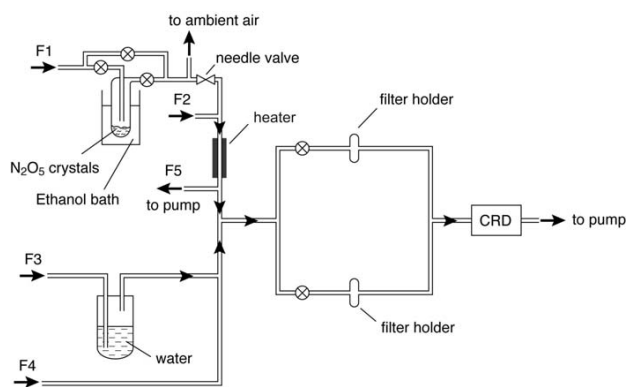 to ambient air
F1
needle valve
F2
filter holder
heater
N₂O₅ crystals
F5
Ethanol bath
to pump
CRD
to pump
F3
filter holder
water
F4